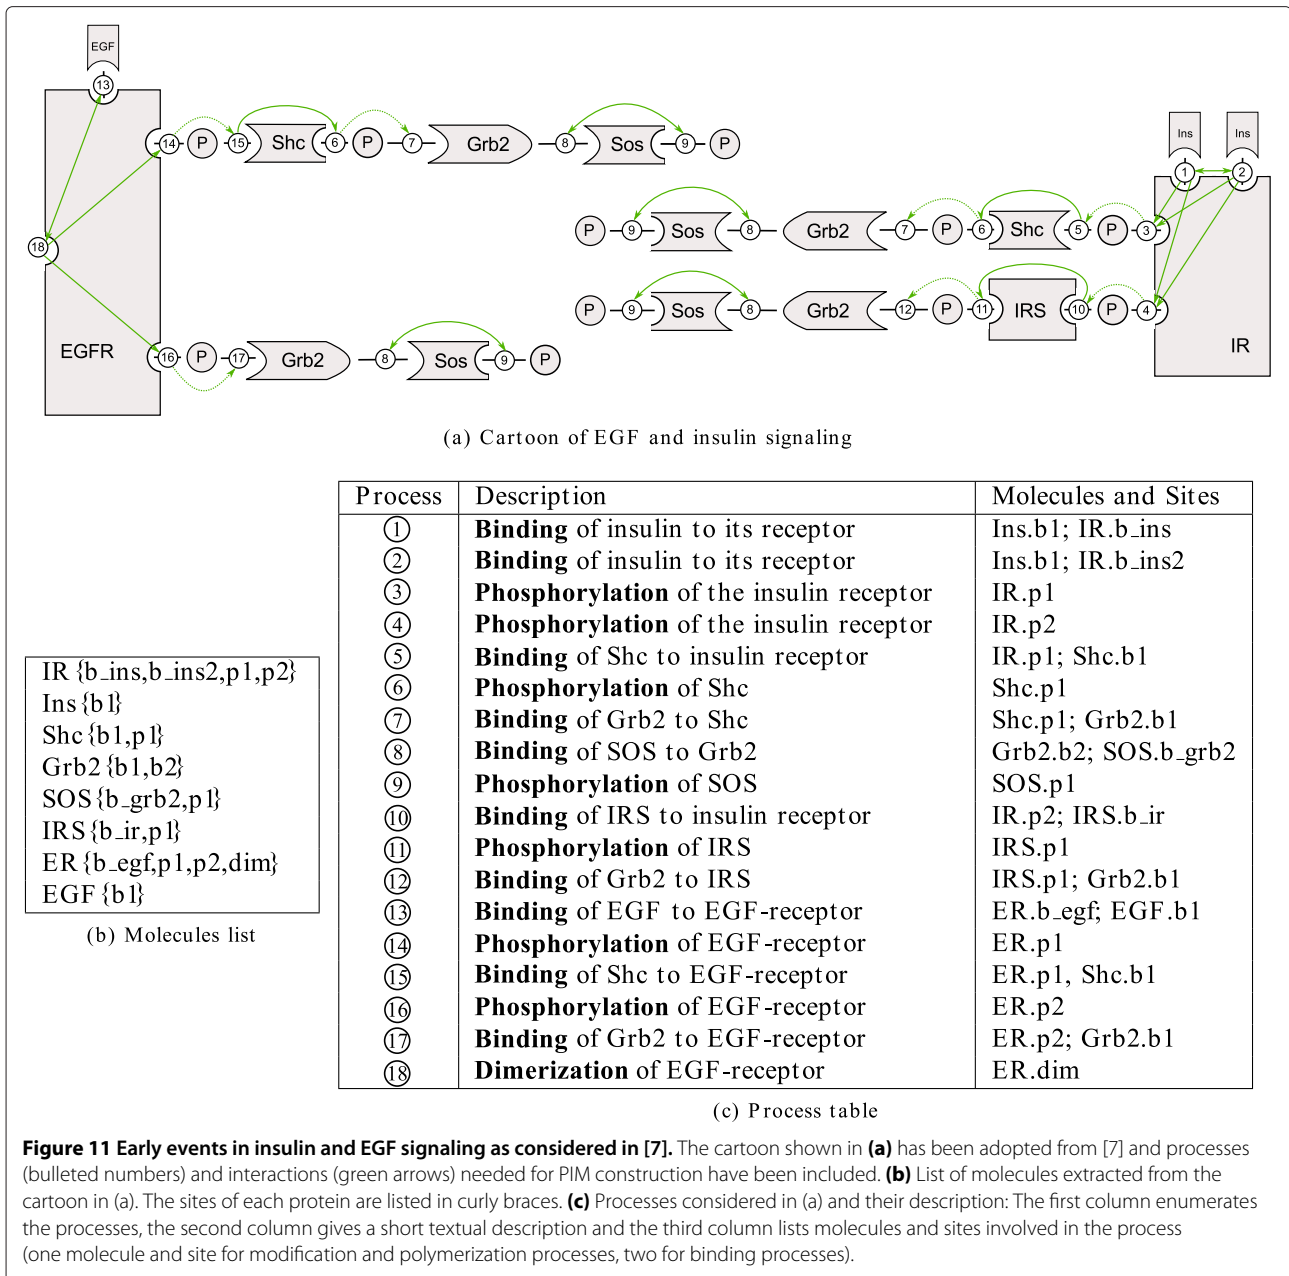 EGF
13
14 P 15 Shc 6 P 7 Grb2 8 Sos 9 P
Ins Ins
1 2
18
P 9 Sos 8 Grb2 7 P 6 Shc 5 P 3
P 9 Sos 8 Grb2 12 P 11 IRS 10 P 4
EGFR
16 P 17 Grb2 8 Sos 9 P
IR
(a) Cartoon of EGF and insulin signaling
IR{b_ins,b_ins2,p1,p2}
Ins{b1}
Shc{b1,p1}
Grb2{b1,b2}
SOS{b_grb2,p1}
IRS{b_ir,p1}
ER{b_egf,p1,p2,dim}
EGF{b1}
(b) Molecules list
Process Description Molecules and Sites
1 Binding of insulin to its receptor Ins.b1; IR.b_ins
2 Binding of insulin to its receptor Ins.b1; IR.b_ins2
3 Phosphorylation of the insulin receptor IR.p1
4 Phosphorylation of the insulin receptor IR.p2
5 Binding of Shc to insulin receptor IR.p1; Shc.b1
6 Phosphorylation of Shc Shc.p1
7 Binding of Grb2 to Shc Shc.p1; Grb2.b1
8 Binding of SOS to Grb2 Grb2.b2; SOS.b_grb2
9 Phosphorylation of SOS SOS.p1
10 Binding of IRS to insulin receptor IR.p2; IRS.b_ir
11 Phosphorylation of IRS IRS.p1
12 Binding of Grb2 to IRS IRS.p1; Grb2.b1
13 Binding of EGF to EGF-receptor ER.b_egf; EGF.b1
14 Phosphorylation of EGF-receptor ER.p1
15 Binding of Shc to EGF-receptor ER.p1, Shc.b1
16 Phosphorylation of EGF-receptor ER.p2
17 Binding of Grb2 to EGF-receptor ER.p2; Grb2.b1
18 Dimerization of EGF-receptor ER.dim
(c) Process table
Figure 11 Early events in insulin and EGF signaling as considered in [7]. The cartoon shown in (a) has been adopted from [7] and processes
(bulleted numbers) and interactions (green arrows) needed for PIM construction have been included. (b) List of molecules extracted from the
cartoon in (a). The sites of each protein are listed in curly braces. (c) Processes considered in (a) and their description: The first column enumerates
the processes, the second column gives a short textual description and the third column lists molecules and sites involved in the process
(one molecule and site for modification and polymerization processes, two for binding processes).